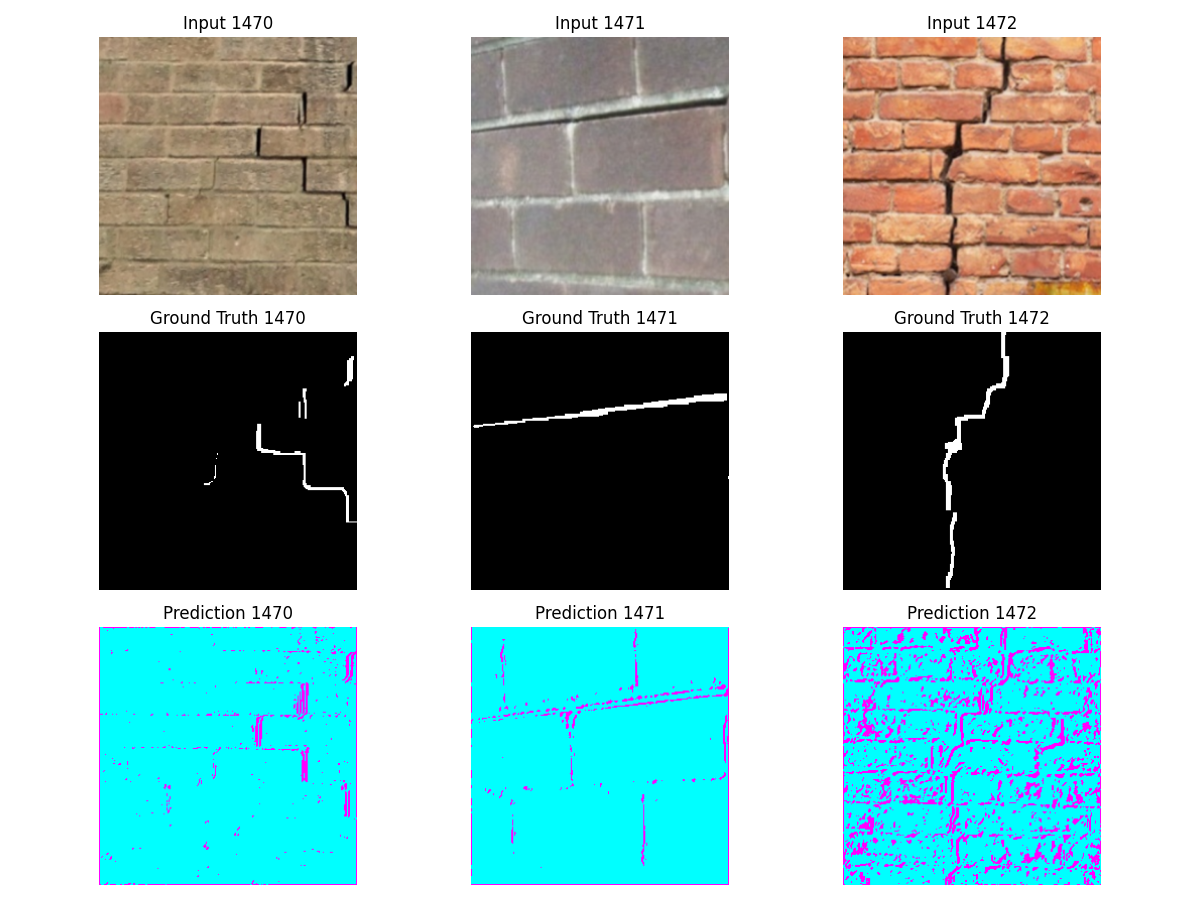 Input 1470
Input 1471
Input 1472
Ground Truth 1470
Ground Truth 1471
Ground Truth 1472
Prediction 1470
Prediction 1471
Prediction 1472